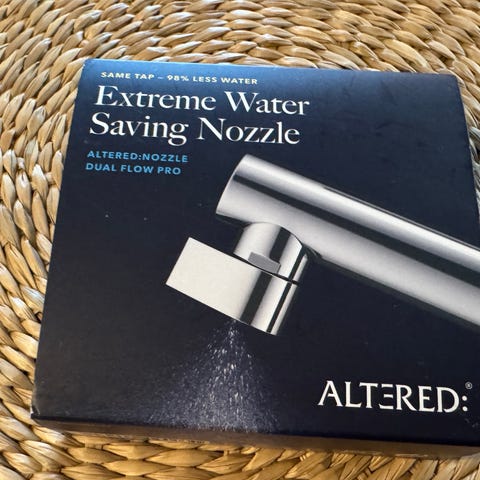 SAME TAP – 98% LESS WATER
Extreme Water
Saving Nozzle
ALTERED:NOZZLE
DUAL FLOW PRO
ALTERED:®